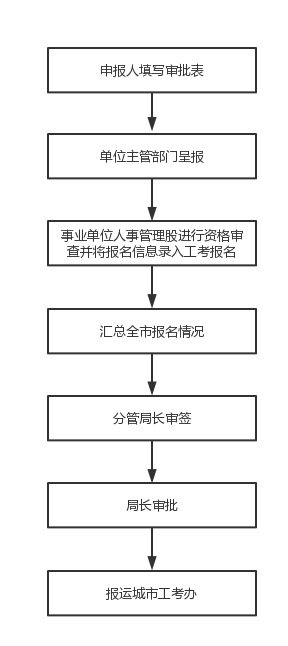 申报人填写审批表
单位主管部门呈报
事业单位人事管理股进行资格审
查并将报名信息录入工考报名
汇总全市报名情况
分管局长审签
局长审批
报运城市工考办